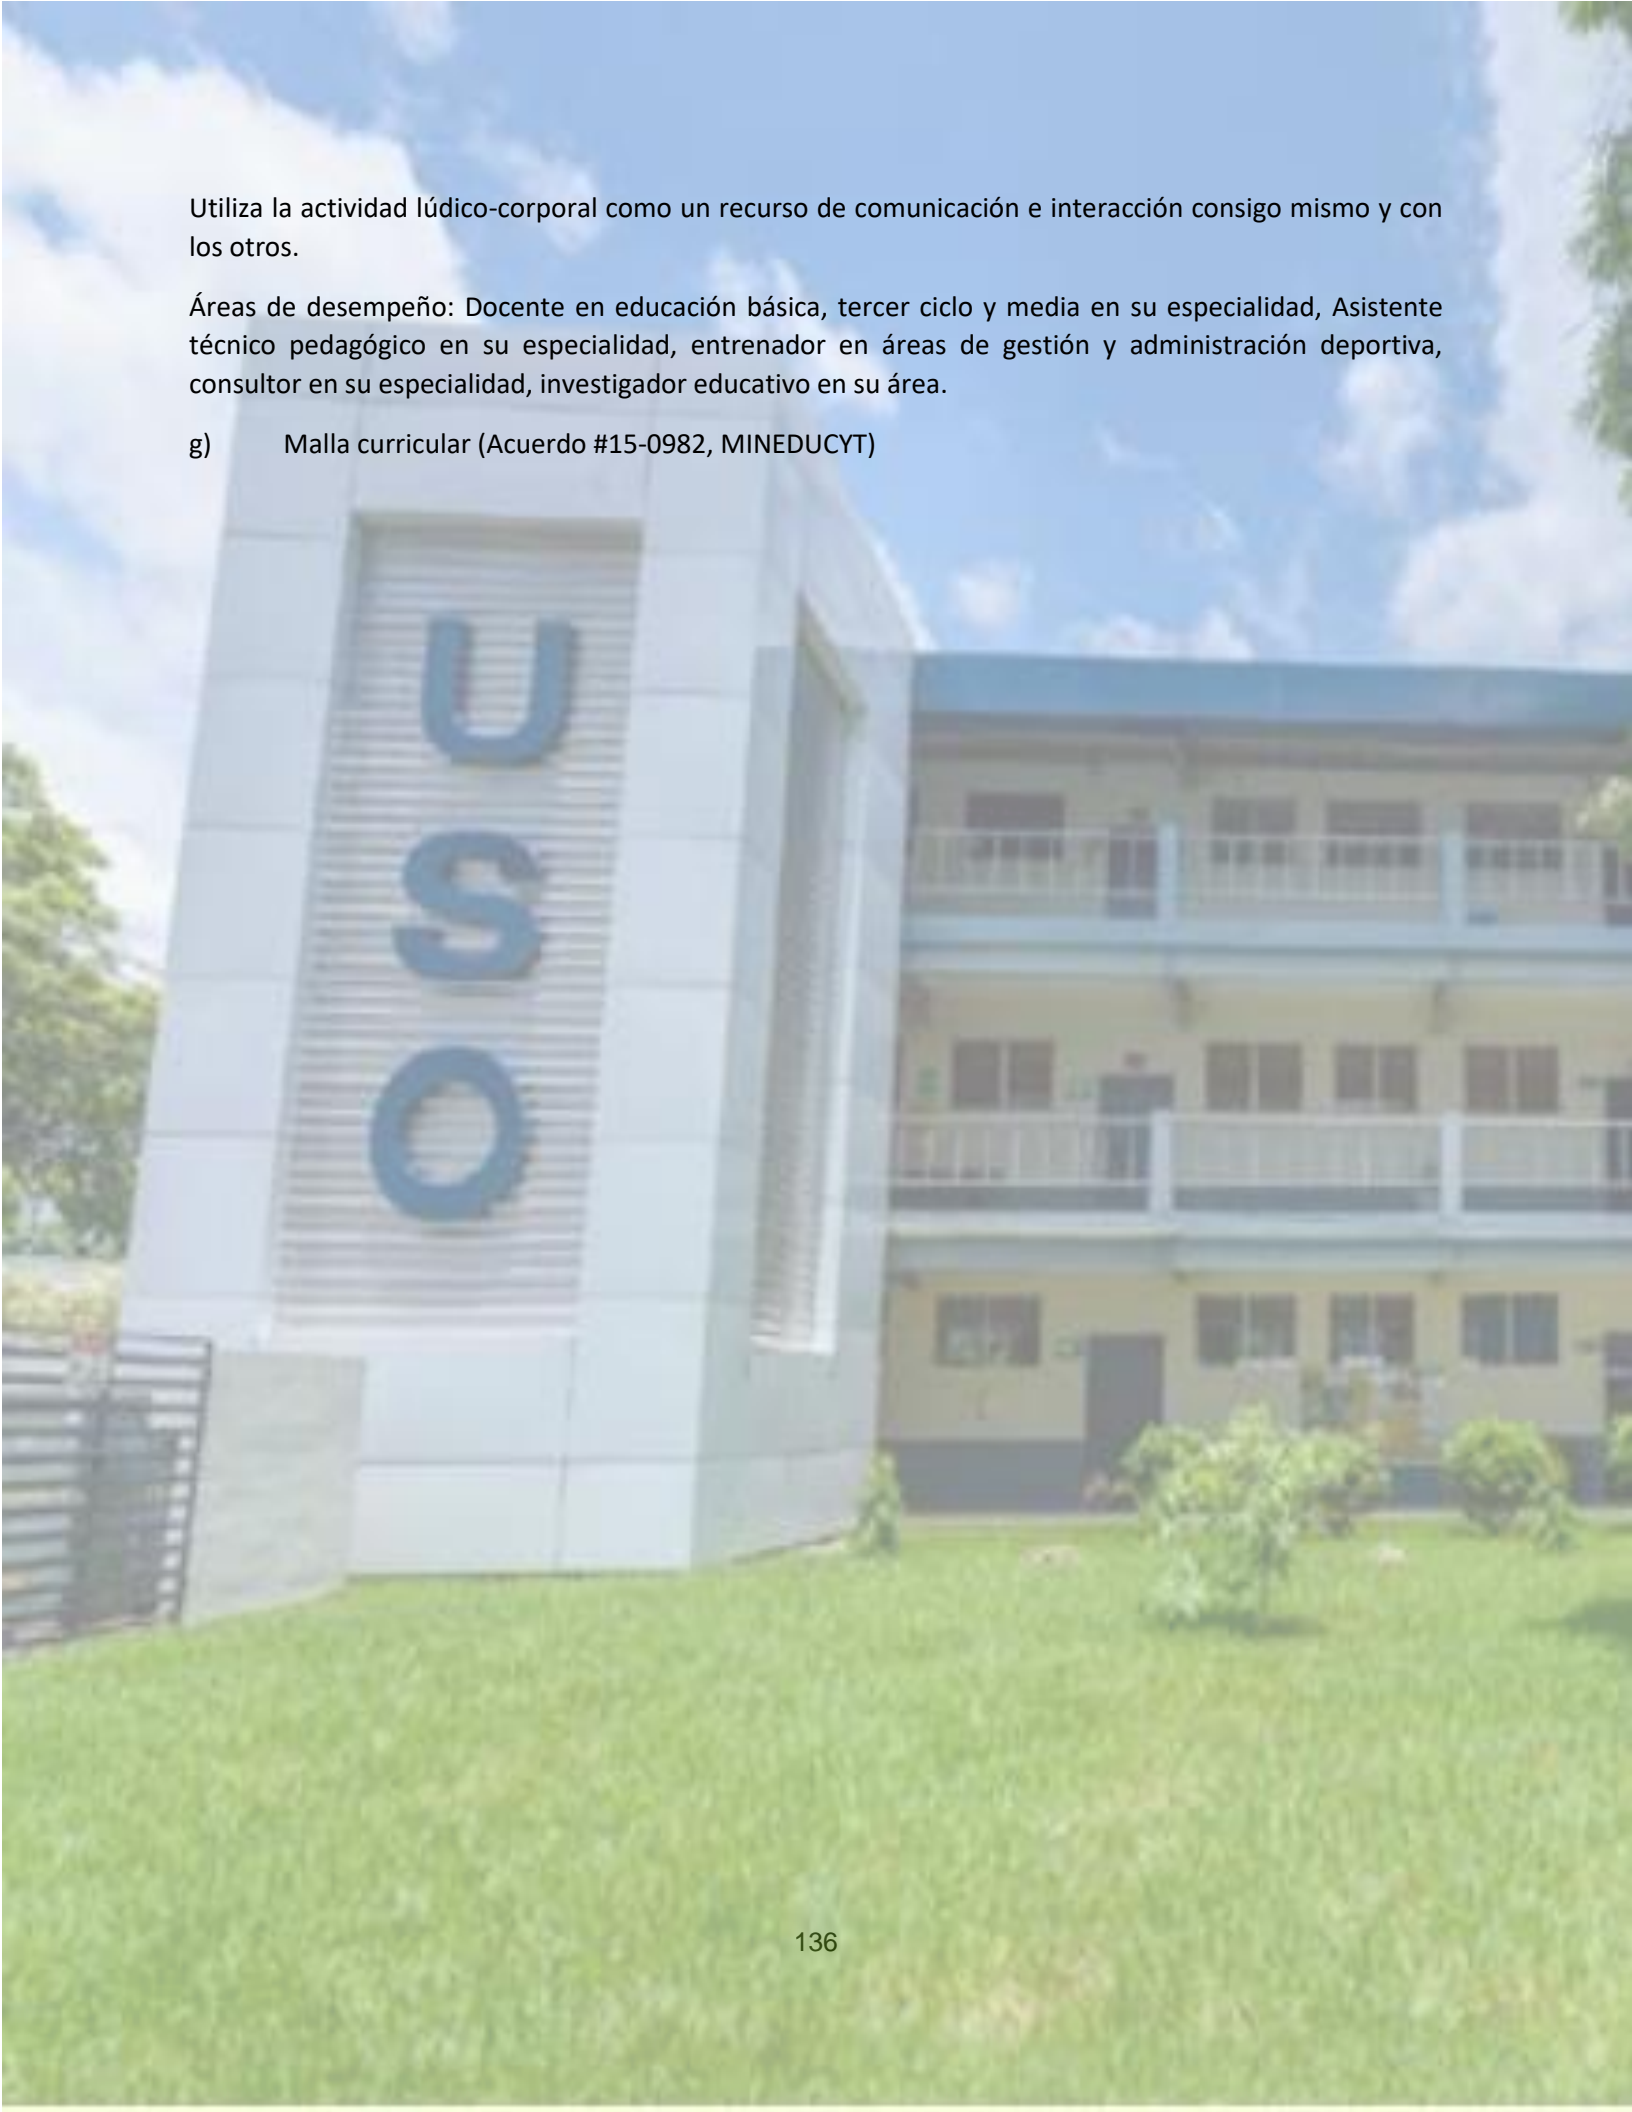 Utiliza la actividad lúdico-corporal como un recurso de comunicación e interacción consigo mismo y con
los otros.
Áreas de desempeño: Docente en educación básica, tercer ciclo y media en su especialidad, Asistente
técnico pedagógico en su especialidad, entrenador en áreas de gestión y administración deportiva,
consultor en su especialidad, investigador educativo en su área.
g) Malla curricular (Acuerdo #15-0982, MINEDUCYT)
U
S
O
136